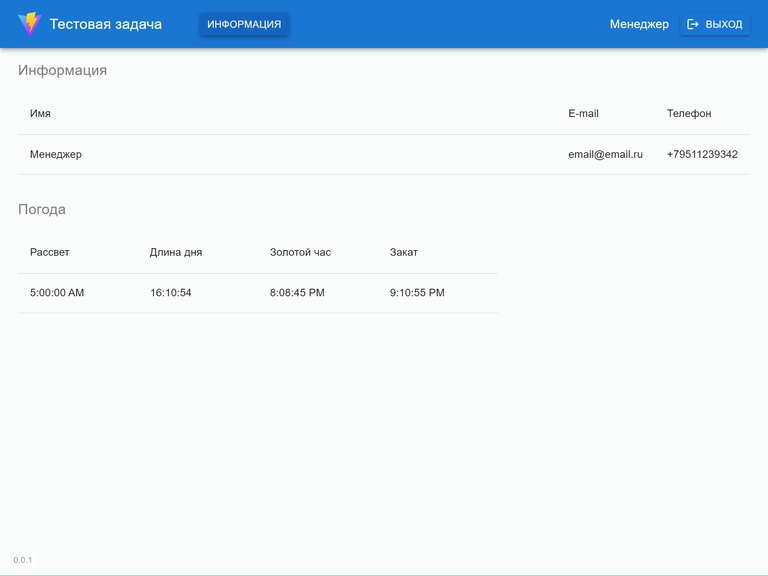 Тестовая задача ИНФОРМАЦИЯ Менеджер ВЫХОД
Информация
Имя E-mail Телефон
Менеджер email@email.ru +79511239342
Погода
Рассвет Длина дня Золотой час Закат
5:00:00 AM 16:10:54 8:08:45 PM 9:10:55 PM
0.0.1